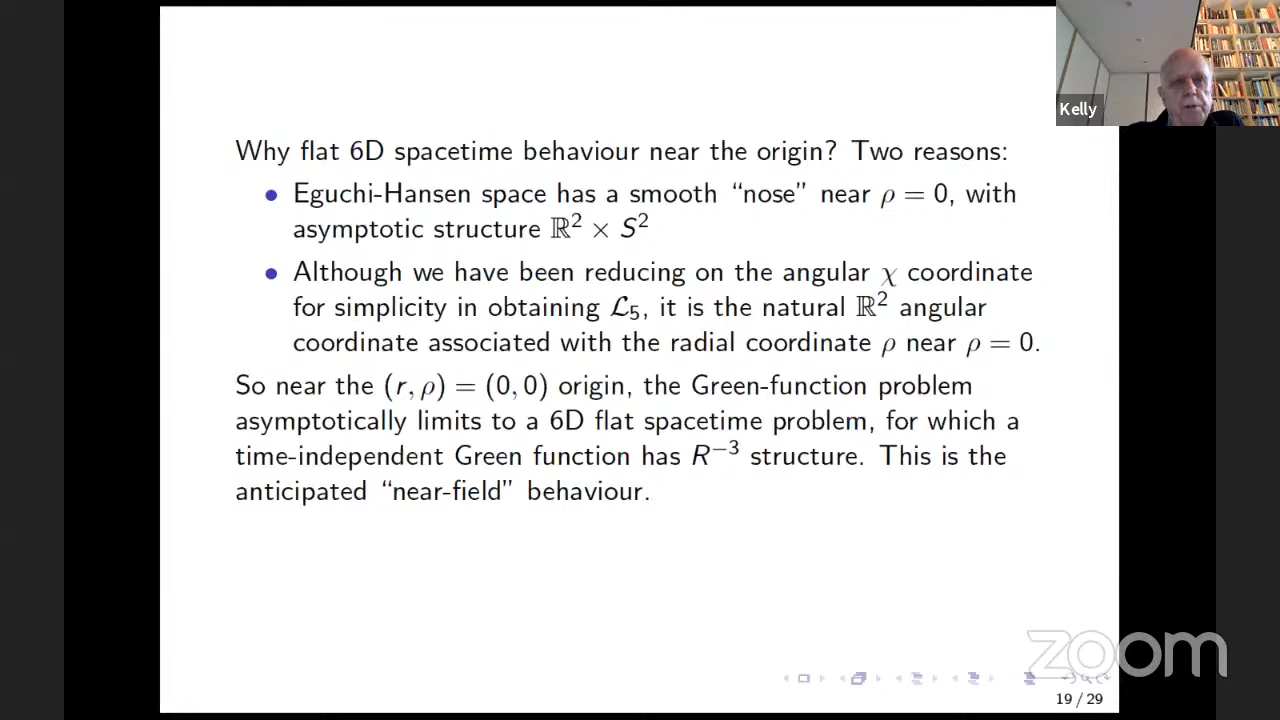 Kelly
Why flat 6D spacetime behaviour near the origin? Two reasons:
• Eguchi-Hansen space has a smooth “nose” near ρ = 0, with
asymptotic structure ℝ² × S²
• Although we have been reducing on the angular χ coordinate
for simplicity in obtaining 𝓛₅, it is the natural ℝ² angular
coordinate associated with the radial coordinate ρ near ρ = 0.
So near the (r, ρ) = (0, 0) origin, the Green-function problem
asymptotically limits to a 6D flat spacetime problem, for which a
time-independent Green function has R⁻³ structure. This is the
anticipated “near-field” behaviour.
zoom
19 / 29